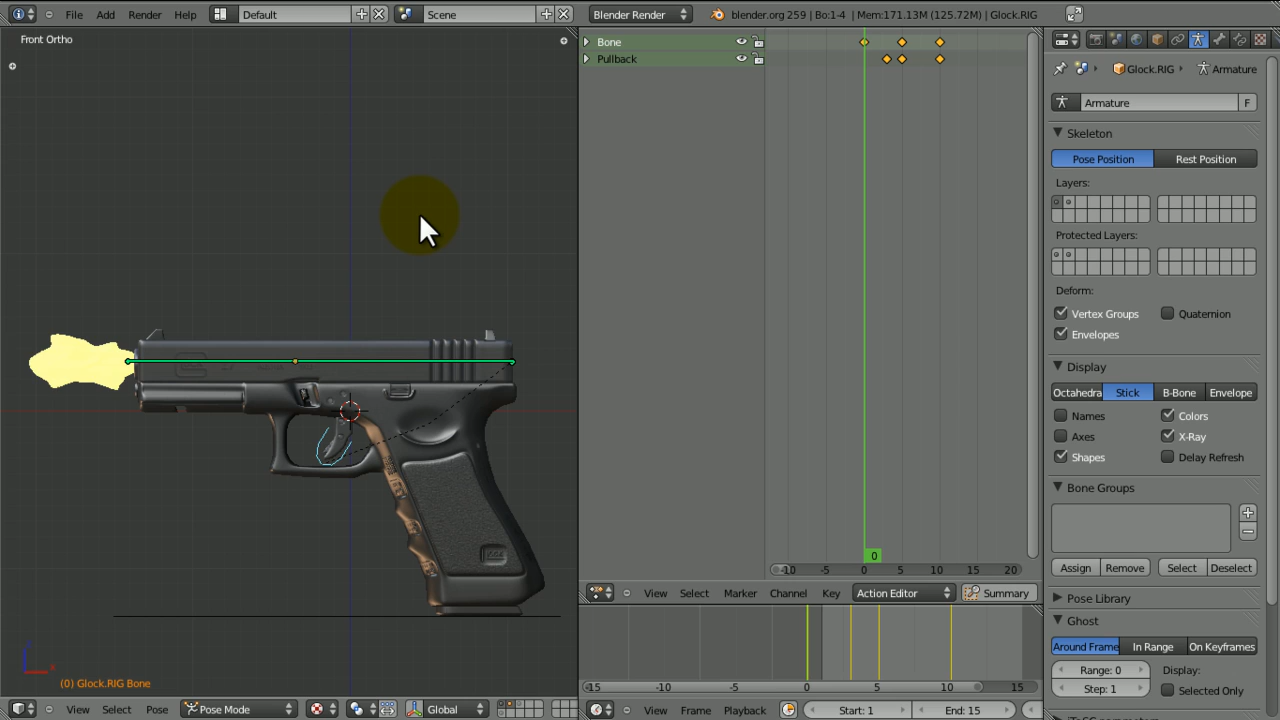 File Add Render Help Default Scene Blender Render blender.org 259 | Bo:1-4 | Mem:171.13M (125.72M) | Glock.RIG
Front Ortho
Bone
Pullback
0
-10 -5 0 5 10 15 20
View Select Marker Channel Key Action Editor Summary
-15 -10 -5 0 5 10 15
(0) Glock.RIG Bone
View Select Pose Pose Mode Global
View Frame Playback Start: 1 End: 15
Glock.RIG Armature
Armature F
Skeleton
Pose Position Rest Position
Layers:
Protected Layers:
Deform:
Vertex Groups Quaternion
Envelopes
Display
Octahedra Stick B-Bone Envelope
Names Colors
Axes X-Ray
Shapes Delay Refresh
Bone Groups
Assign Remove Select Deselect
Pose Library
Ghost
Around Frame In Range On Keyframes
Range: 0 Display:
Step: 1 Selected Only